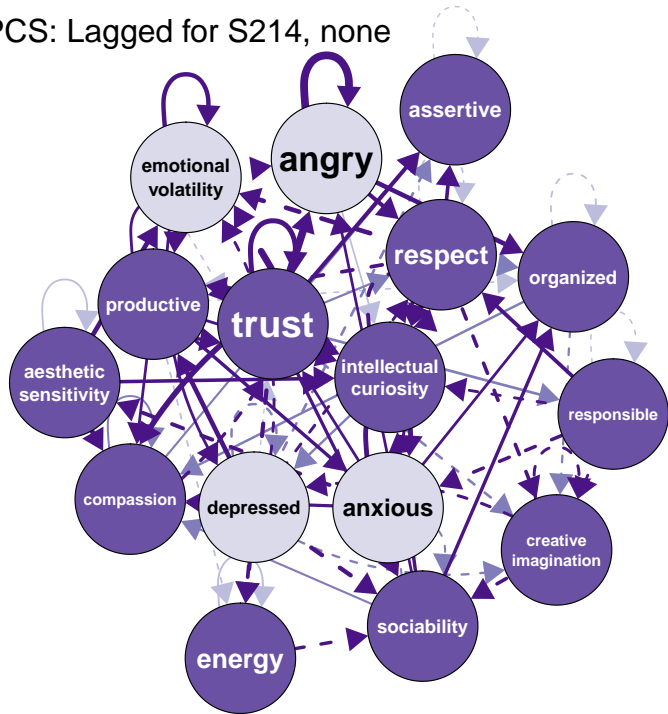 PCS: Lagged for S214, none
assertive
emotional
volatility
angry
respect
organized
productive
trust
intellectual
curiosity
aesthetic
sensitivity
responsible
compassion
depressed
anxious
creative
imagination
sociability
energy